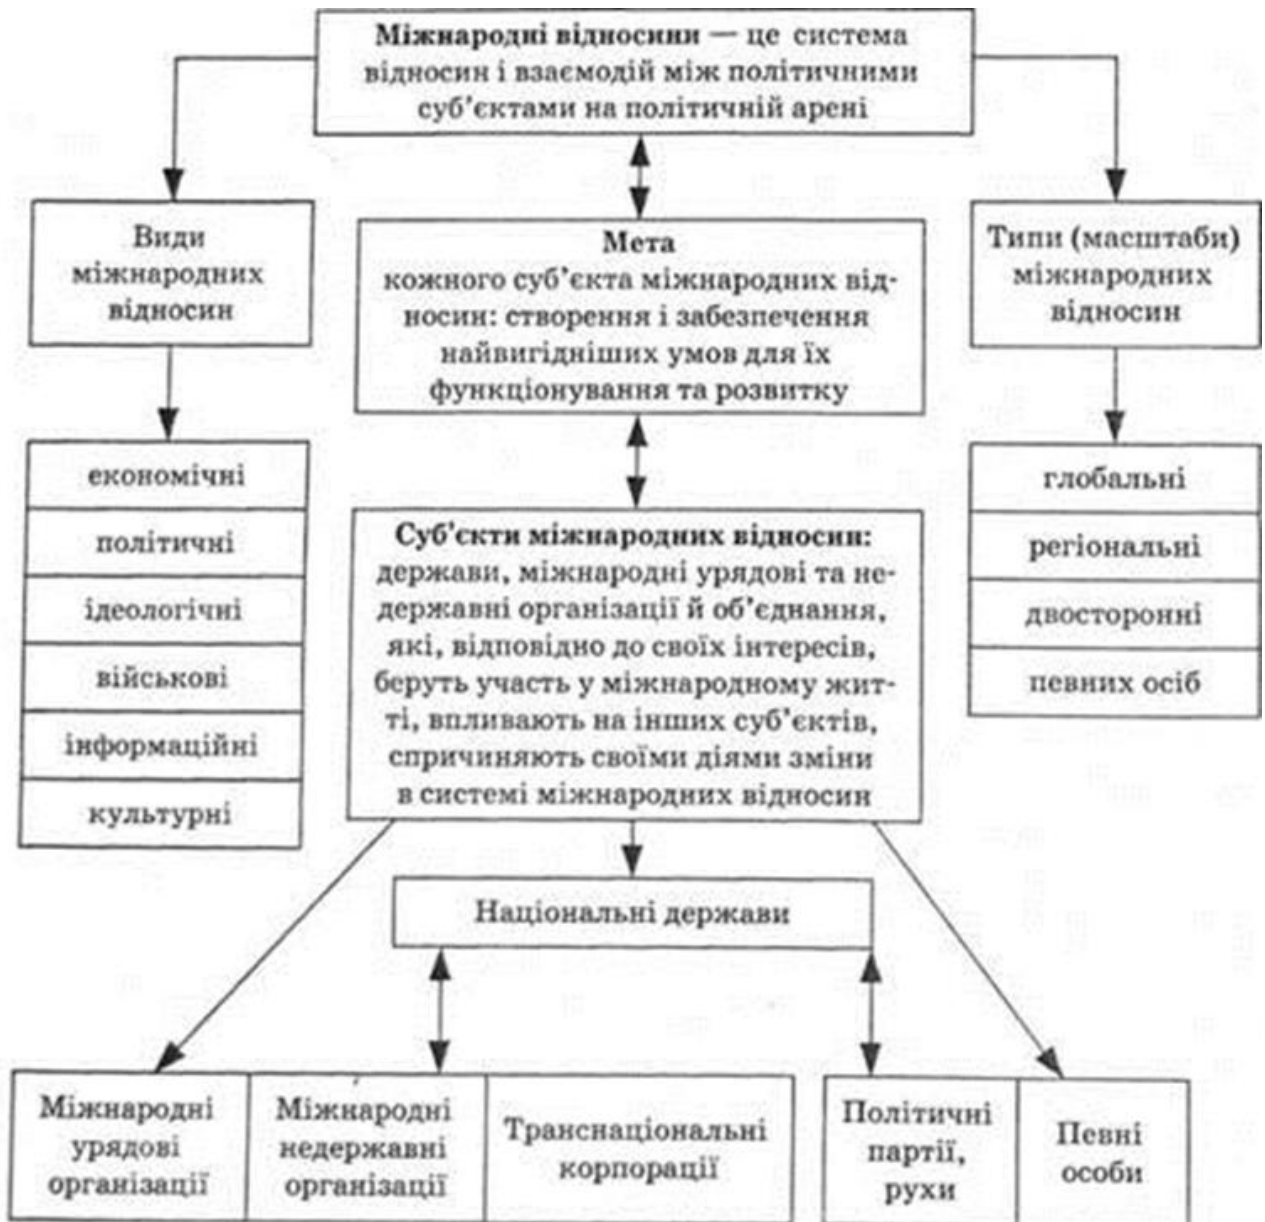 Міжнародні відносини — це система
відносин і взаємодій між політичними
суб’єктами на політичній арені
Види
міжнародних
відносин
Мета
кожного суб’єкта міжнародних від-
носин: створення і забезпечення
найвигідніших умов для їх
функціонування та розвитку
Типи (масштаби)
міжнародних
відносин
економічні
політичні
ідеологічні
військові
інформаційні
культурні
Суб’єкти міжнародних відносин:
держави, міжнародні урядові та не-
державні організації й об’єднання,
які, відповідно до своїх інтересів,
беруть участь у міжнародному жит-
ті, впливають на інших суб’єктів,
спричиняють своїми діями зміни
в системі міжнародних відносин
глобальні
регіональні
двосторонні
певних осіб
Національні держави
Міжнародні
урядові
організації
Міжнародні
недержавні
організації
Транснаціональні
корпорації
Політичні
партії,
рухи
Певні
особи